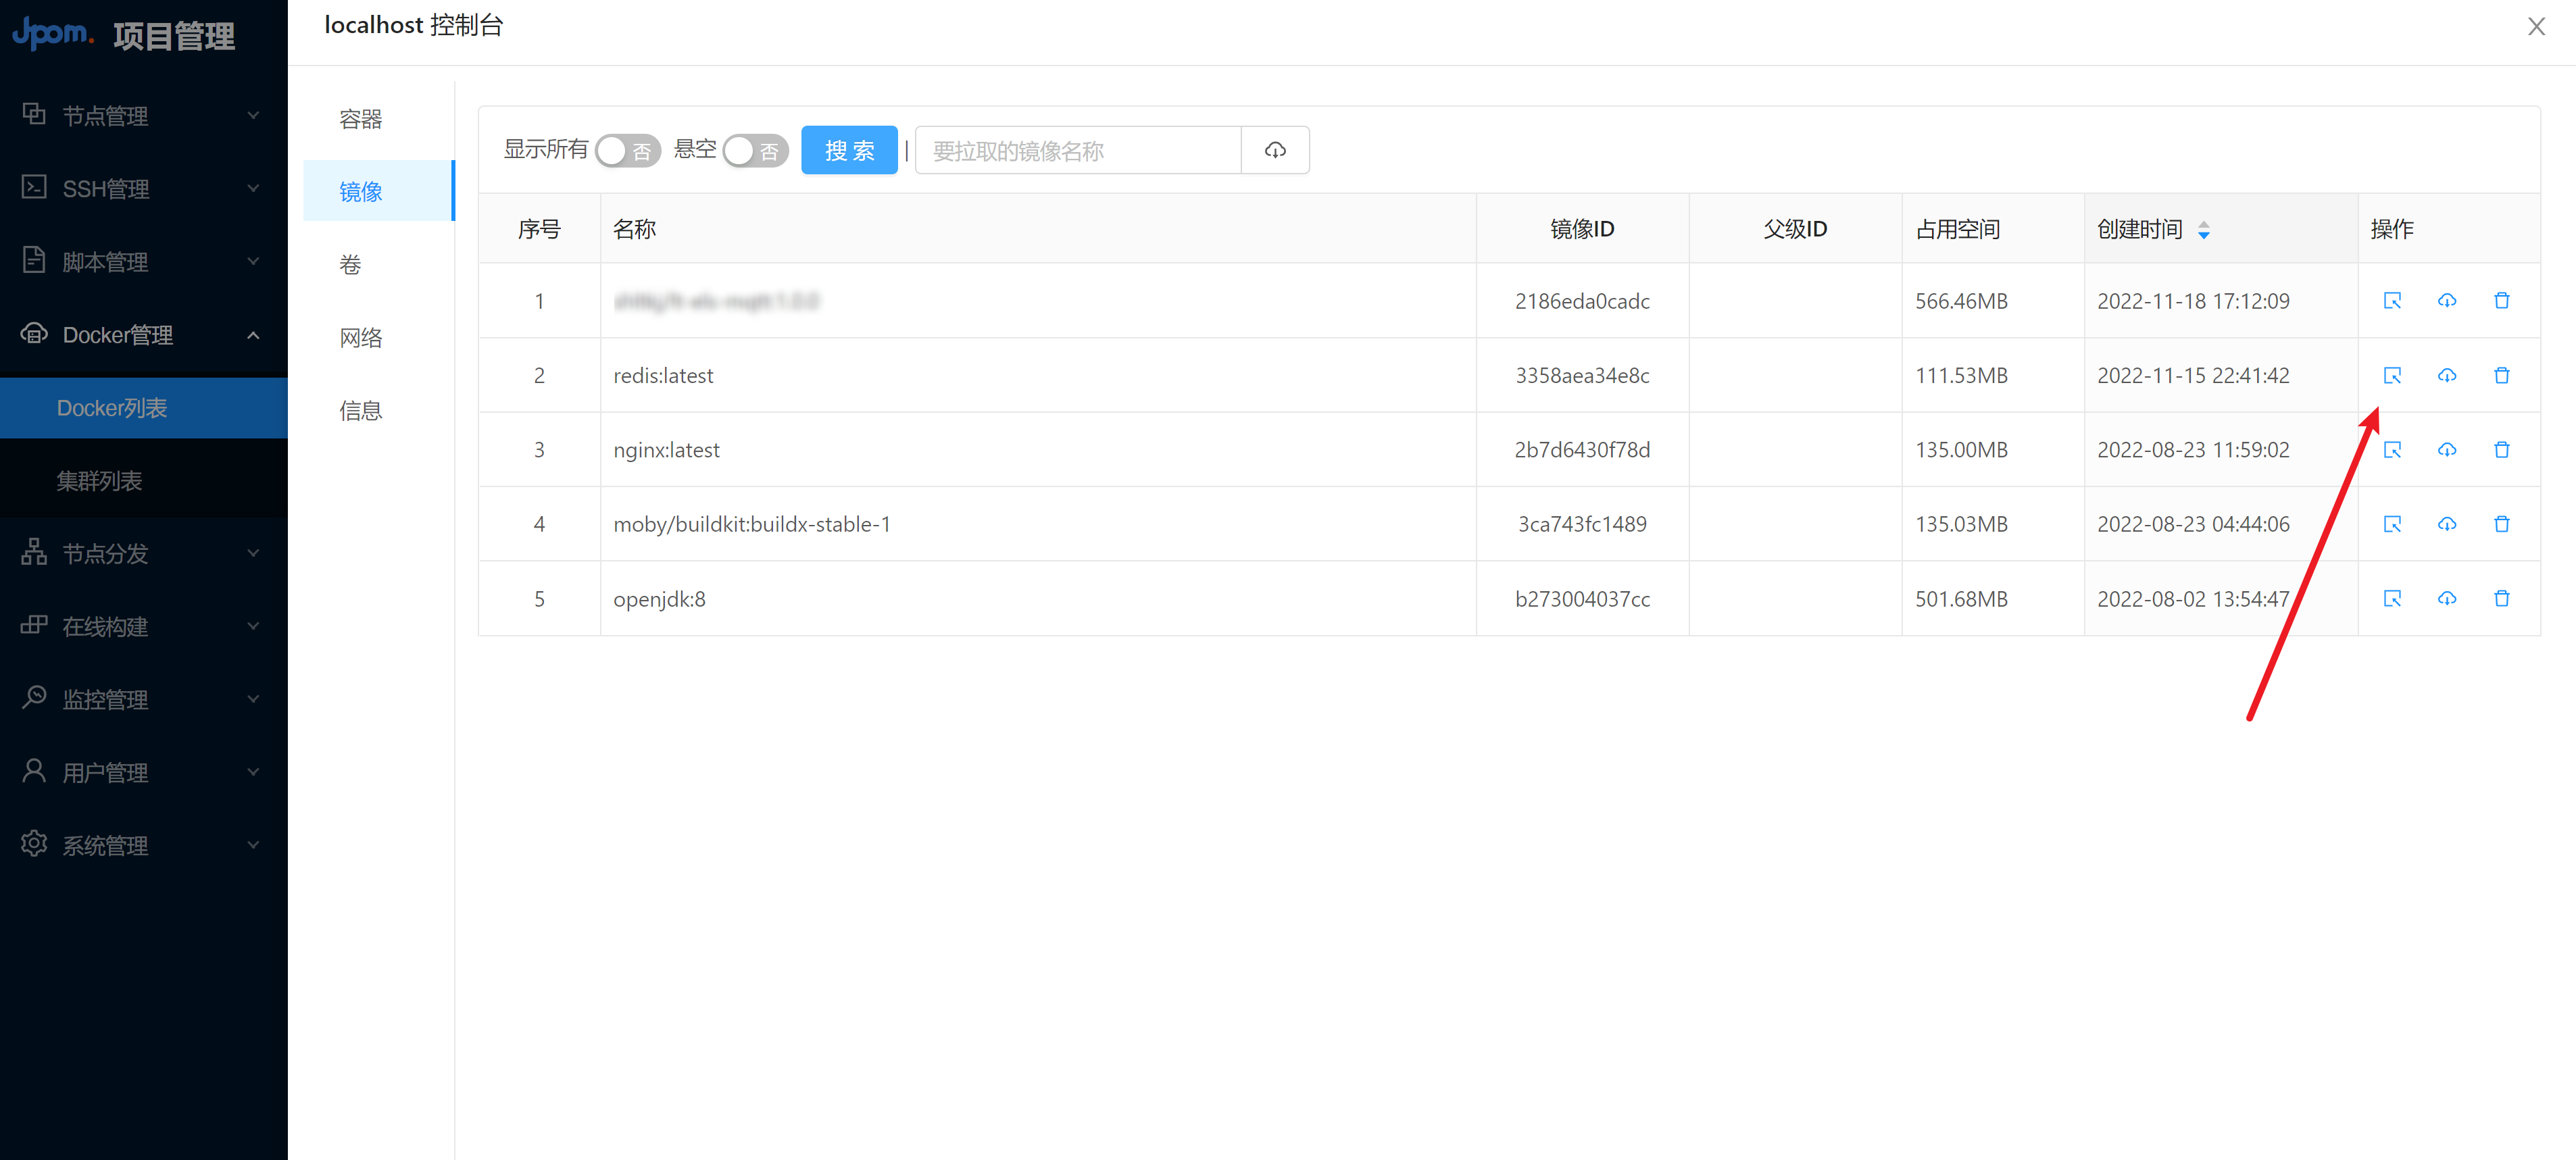 Jpom. 项目管理
节点管理
SSH管理
脚本管理
Docker管理
Docker列表
集群列表
节点分发
在线构建
监控管理
用户管理
系统管理
localhost 控制台
容器
镜像
卷
网络
信息
显示所有 否 悬空 否 搜 索 | 要拉取的镜像名称
序号 名称 镜像ID 父级ID 占用空间 创建时间 操作
1 2186eda0cadc 566.46MB 2022-11-18 17:12:09
2 redis:latest 3358aea34e8c 111.53MB 2022-11-15 22:41:42
3 nginx:latest 2b7d6430f78d 135.00MB 2022-08-23 11:59:02
4 moby/buildkit:buildx-stable-1 3ca743fc1489 135.03MB 2022-08-23 04:44:06
5 openjdk:8 b273004037cc 501.68MB 2022-08-02 13:54:47